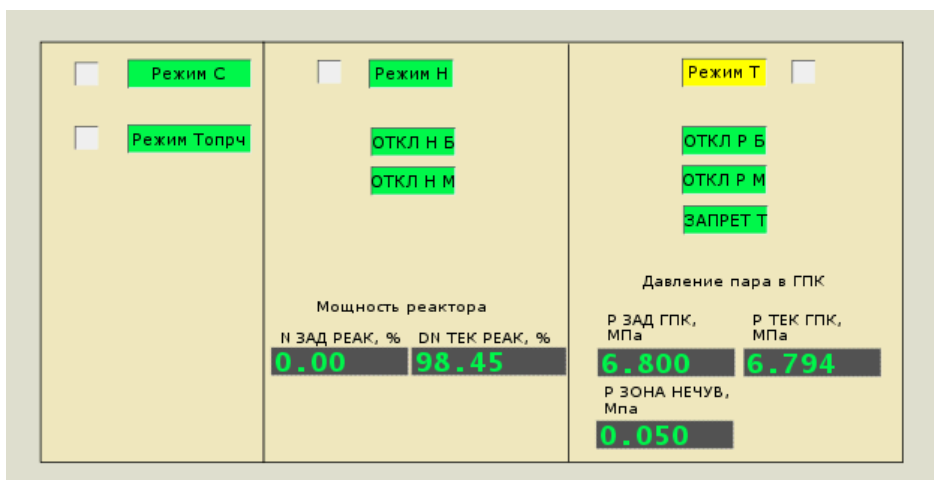 Режим С
Режим Топрч
Режим Н
ОТКЛ Н Б
ОТКЛ Н М
Мощность реактора
N ЗАД РЕАК, % DN ТЕК РЕАК, %
0.00 98.45
Режим Т
ОТКЛ Р Б
ОТКЛ Р М
ЗАПРЕТ Т
Давление пара в ГПК
Р ЗАД ГПК, Р ТЕК ГПК,
МПа МПа
6.800 6.794
Р ЗОНА НЕЧУВ,
Мпа
0.050